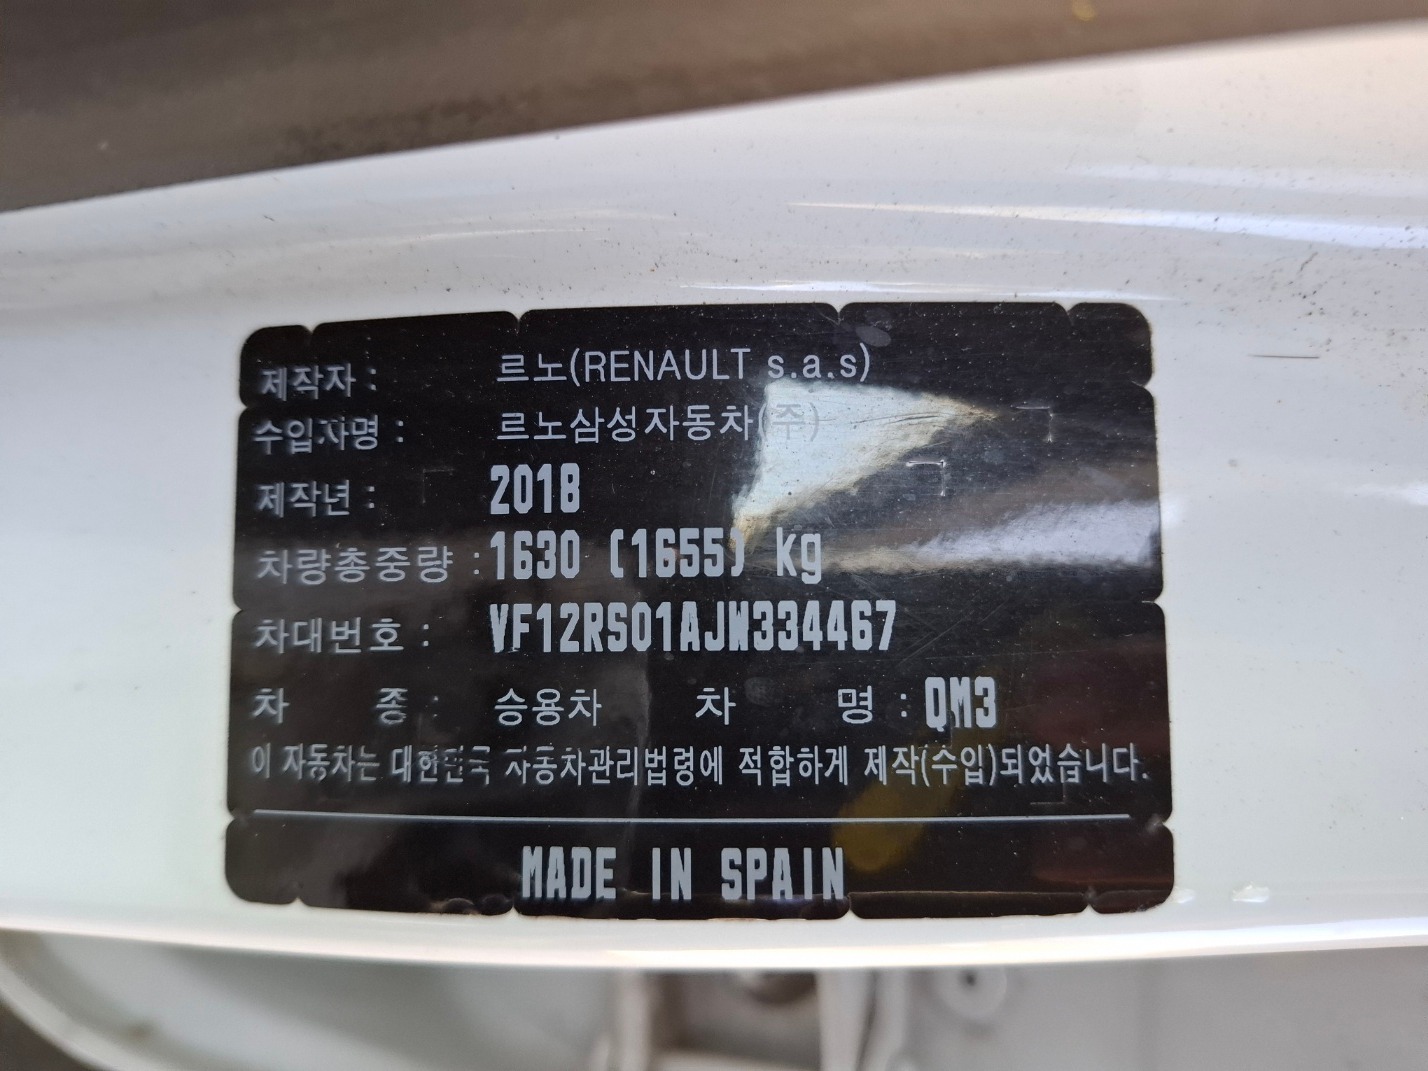 제작자 : 르노(RENAULT s.a.s)
수입자명 : 르노삼성자동차(주)
제작년 : 2018
차량총중량 : 1630 (1655) kg
차대번호 : VF12RS01AJW334467
차 종 : 승용차 차 명 : QM3
이 자동차는 대한민국 자동차관리법령에 적합하게 제작(수입)되었습니다.
MADE IN SPAIN